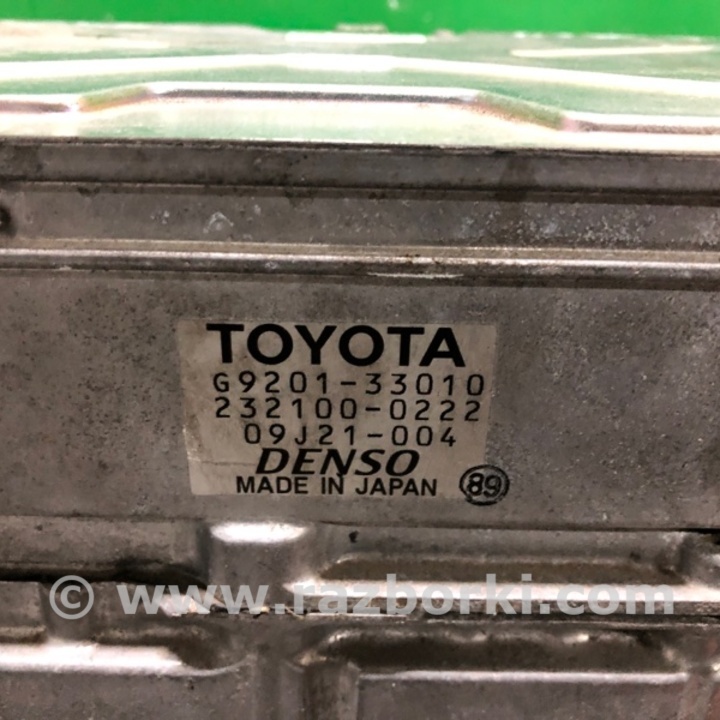 TOYOTA
G9201-33010
232100-0222
09J21-004
DENSO
MADE IN JAPAN 89
© www.razborki.com